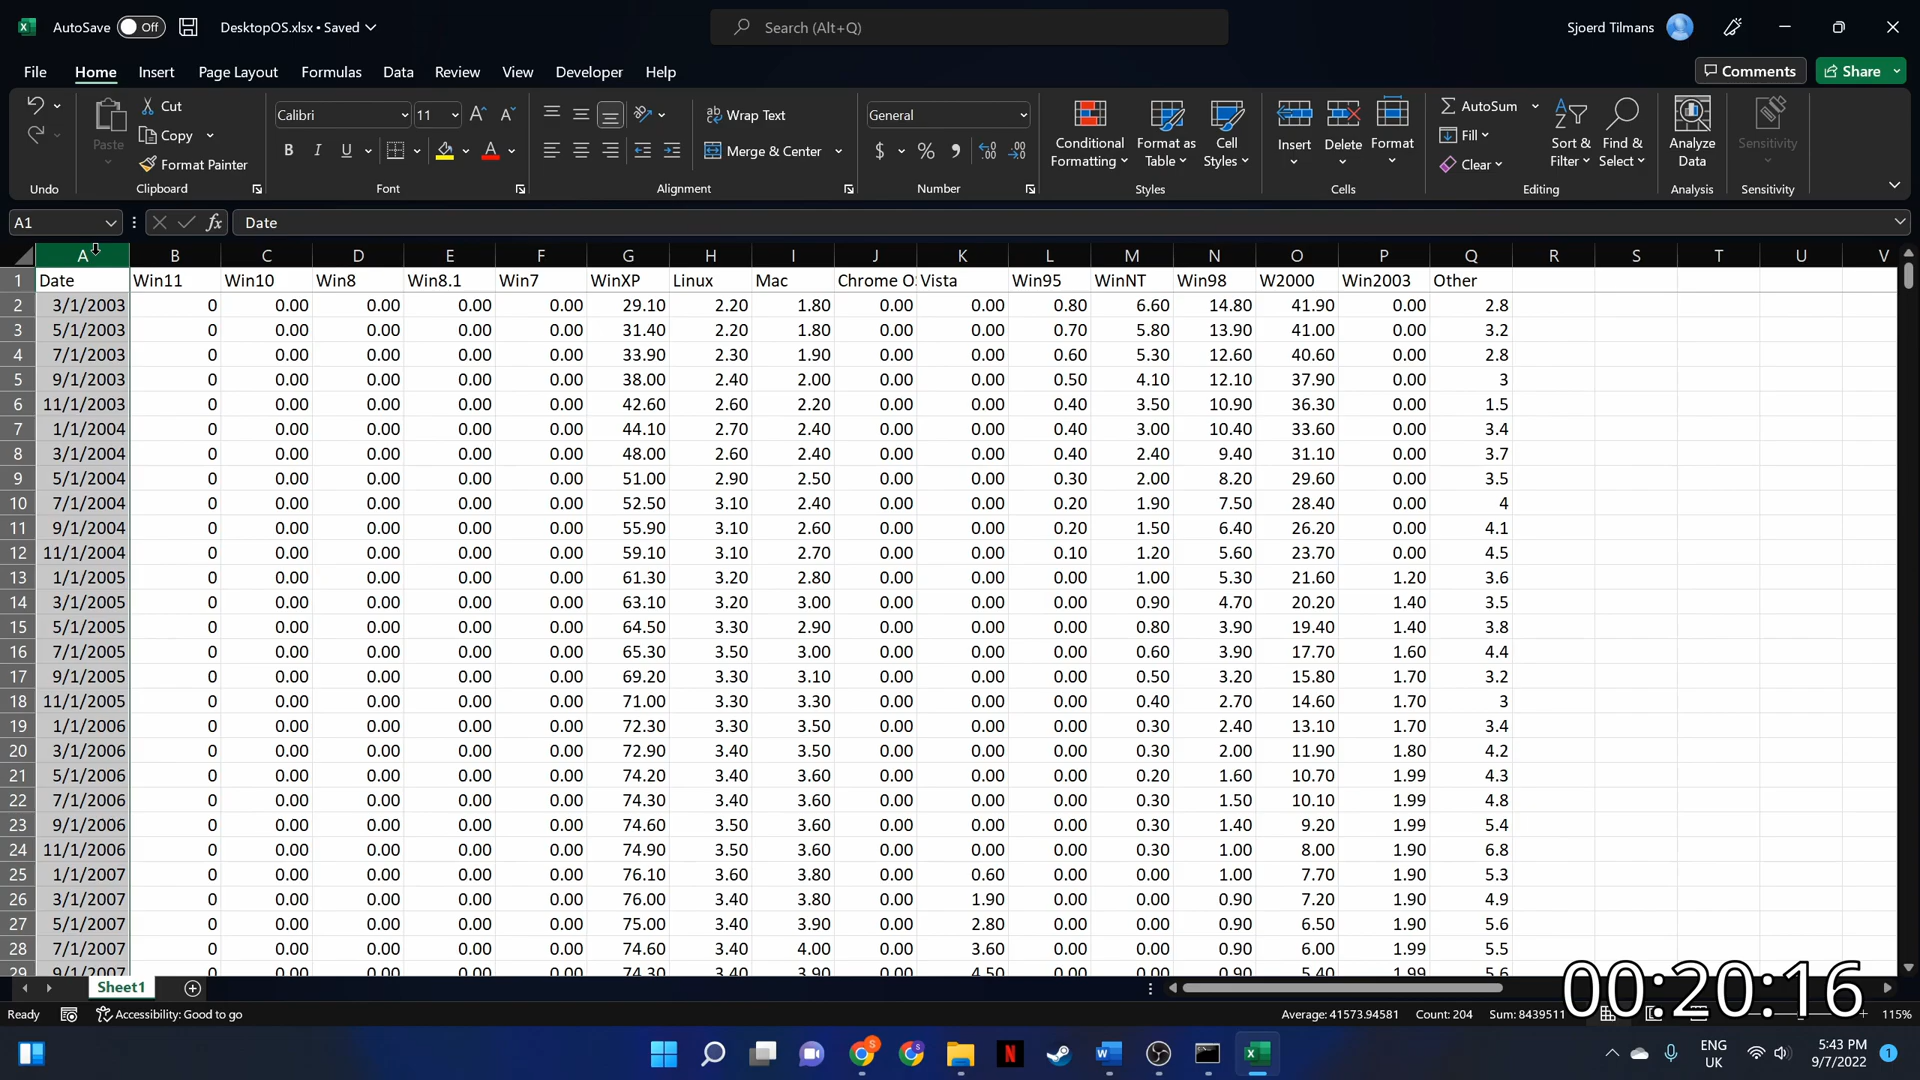 AutoSave Off DesktopOS.xlsx • Saved Search (Alt+Q) Sjoerd Tilmans
File Home Insert Page Layout Formulas Data Review View Developer Help Comments Share
Cut Calibri 11 Wrap Text General AutoSum
Paste Copy Merge & Center Conditional Formatting Format as Table Cell Styles Insert Delete Format Fill Sort & Filter Find & Select Analyze Data Sensitivity
Format Painter B I U A $ % Clear
Undo Clipboard Font Alignment Number Styles Cells Editing Analysis Sensitivity
A1 fx Date
A B C D E F G H I J K L M N O P Q R S T U V
1 Date Win11 Win10 Win8 Win8.1 Win7 WinXP Linux Mac Chrome O Vista Win95 WinNT Win98 W2000 Win2003 Other
2 3/1/2003 0 0.00 0.00 0.00 0.00 29.10 2.20 1.80 0.00 0.00 0.80 6.60 14.80 41.90 0.00 2.8
3 5/1/2003 0 0.00 0.00 0.00 0.00 31.40 2.20 1.80 0.00 0.00 0.70 5.80 13.90 41.00 0.00 3.2
4 7/1/2003 0 0.00 0.00 0.00 0.00 33.90 2.30 1.90 0.00 0.00 0.60 5.30 12.60 40.60 0.00 2.8
5 9/1/2003 0 0.00 0.00 0.00 0.00 38.00 2.40 2.00 0.00 0.00 0.50 4.10 12.10 37.90 0.00 3
6 11/1/2003 0 0.00 0.00 0.00 0.00 42.60 2.60 2.20 0.00 0.00 0.40 3.50 10.90 36.30 0.00 1.5
7 1/1/2004 0 0.00 0.00 0.00 0.00 44.10 2.70 2.40 0.00 0.00 0.40 3.00 10.40 33.60 0.00 3.4
8 3/1/2004 0 0.00 0.00 0.00 0.00 48.00 2.60 2.40 0.00 0.00 0.40 2.40 9.40 31.10 0.00 3.7
9 5/1/2004 0 0.00 0.00 0.00 0.00 51.00 2.90 2.50 0.00 0.00 0.30 2.00 8.20 29.60 0.00 3.5
10 7/1/2004 0 0.00 0.00 0.00 0.00 52.50 3.10 2.40 0.00 0.00 0.20 1.90 7.50 28.40 0.00 4
11 9/1/2004 0 0.00 0.00 0.00 0.00 55.90 3.10 2.60 0.00 0.00 0.20 1.50 6.40 26.20 0.00 4.1
12 11/1/2004 0 0.00 0.00 0.00 0.00 59.10 3.10 2.70 0.00 0.00 0.10 1.20 5.60 23.70 0.00 4.5
13 1/1/2005 0 0.00 0.00 0.00 0.00 61.30 3.20 2.80 0.00 0.00 0.00 1.00 5.30 21.60 1.20 3.6
14 3/1/2005 0 0.00 0.00 0.00 0.00 63.10 3.20 3.00 0.00 0.00 0.00 0.90 4.70 20.20 1.40 3.5
15 5/1/2005 0 0.00 0.00 0.00 0.00 64.50 3.30 2.90 0.00 0.00 0.00 0.80 3.90 19.40 1.40 3.8
16 7/1/2005 0 0.00 0.00 0.00 0.00 65.30 3.50 3.00 0.00 0.00 0.00 0.60 3.90 17.70 1.60 4.4
17 9/1/2005 0 0.00 0.00 0.00 0.00 69.20 3.30 3.10 0.00 0.00 0.00 0.50 3.20 15.80 1.70 3.2
18 11/1/2005 0 0.00 0.00 0.00 0.00 71.00 3.30 3.30 0.00 0.00 0.00 0.40 2.70 14.60 1.70 3
19 1/1/2006 0 0.00 0.00 0.00 0.00 72.30 3.30 3.50 0.00 0.00 0.00 0.30 2.40 13.10 1.70 3.4
20 3/1/2006 0 0.00 0.00 0.00 0.00 72.90 3.40 3.50 0.00 0.00 0.00 0.30 2.00 11.90 1.80 4.2
21 5/1/2006 0 0.00 0.00 0.00 0.00 74.20 3.40 3.60 0.00 0.00 0.00 0.20 1.60 10.70 1.99 4.3
22 7/1/2006 0 0.00 0.00 0.00 0.00 74.30 3.40 3.60 0.00 0.00 0.00 0.30 1.50 10.10 1.99 4.8
23 9/1/2006 0 0.00 0.00 0.00 0.00 74.60 3.50 3.60 0.00 0.00 0.00 0.30 1.40 9.20 1.99 5.4
24 11/1/2006 0 0.00 0.00 0.00 0.00 74.90 3.50 3.60 0.00 0.00 0.00 0.30 1.00 8.00 1.90 6.8
25 1/1/2007 0 0.00 0.00 0.00 0.00 76.10 3.60 3.80 0.00 0.60 0.00 0.00 1.00 7.70 1.90 5.3
26 3/1/2007 0 0.00 0.00 0.00 0.00 76.00 3.40 3.80 0.00 1.90 0.00 0.00 0.90 7.20 1.90 4.9
27 5/1/2007 0 0.00 0.00 0.00 0.00 75.00 3.40 3.90 0.00 2.80 0.00 0.00 0.90 6.50 1.90 5.6
28 7/1/2007 0 0.00 0.00 0.00 0.00 74.60 3.40 4.00 0.00 3.60 0.00 0.00 0.90 6.00 1.99 5.5
29 9/1/2007 0 0.00 0.00 0.00 0.00 74.30 3.40 3.90 0.00 4.50 0.00 0.00 0.90 5.40 1.99 5.6
Sheet1
00:20:16
Ready Accessibility: Good to go Average: 41573.94581 Count: 204 Sum: 8439511 115%
ENG UK 5:43 PM 9/7/2022 1